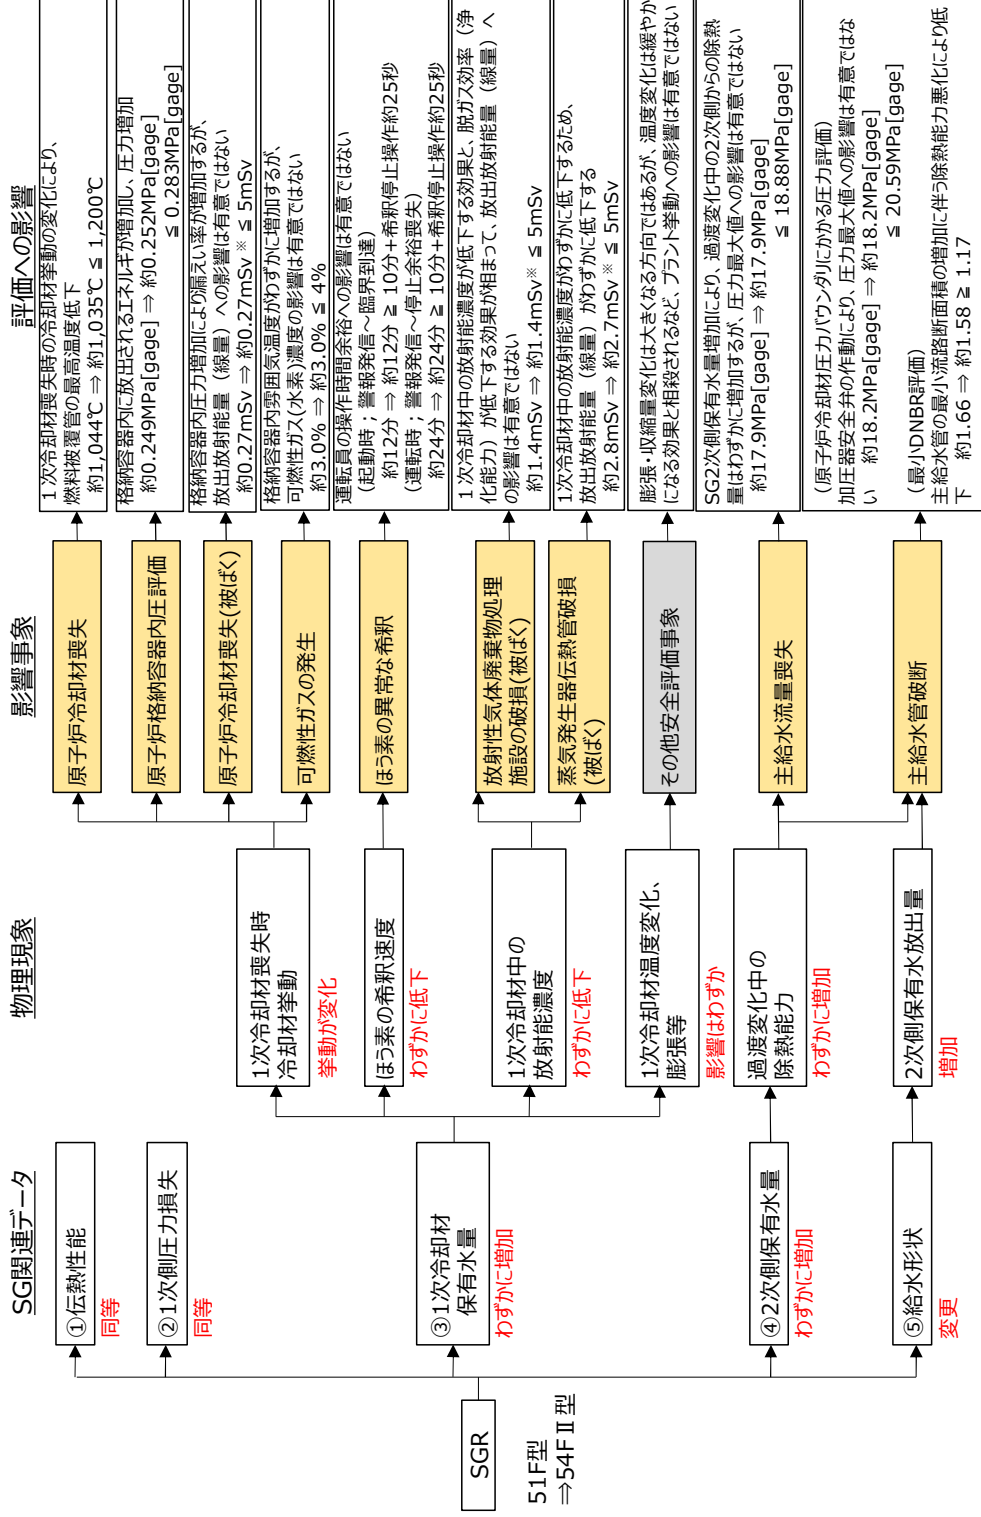 SG関連データ
物理現象
影響事象
評価への影響
SGR
51F型
⇒54FⅡ型
①伝熱性能
同等
②1次側圧力損失
同等
③1次冷却材
保有水量
わずかに増加
④2次側保有水量
わずかに増加
⑤給水形状
変更
1次冷却材喪失時
冷却材挙動
挙動が変化
ほう素の希釈速度
わずかに低下
1次冷却材中の
放射能濃度
わずかに低下
1次冷却材温度変化、
膨張等
影響はわずか
過渡変化中の
除熱能力
わずかに増加
2次側保有水放出量
増加
原子炉冷却材喪失
原子炉格納容器内圧評価
原子炉冷却材喪失(被ばく)
可燃性ガスの発生
ほう素の異常な希釈
放射性気体廃棄物処理
施設の破損(被ばく)
蒸気発生器伝熱管破損
(被ばく)
その他安全評価事象
主給水流量喪失
主給水管破断
1次冷却材喪失時の冷却材挙動の変化により、
燃料被覆管の最高温度低下
約1,044℃ ⇒ 約1,035℃ ≦ 1,200℃
格納容器内に放出されるエネルギが増加し、圧力増加
約0.249MPa[gage] ⇒ 約0.252MPa[gage]
≦ 0.283MPa[gage]
格納容器内圧力増加により漏えい率が増加するが、
放出放射能量（線量）への影響は有意ではない
約0.27mSv ⇒ 約0.27mSv※ ≦ 5mSv
格納容器内雰囲気温度がわずかに増加するが、
可燃性ガス(水素)濃度の影響は有意ではない
約3.0% ⇒ 約3.0% ≦ 4%
運転員の操作時間余裕への影響は有意ではない
（起動時；警報発信～臨界到達）
約12分 ⇒ 約12分 ≧ 10分+希釈停止操作約25秒
（運転時；警報発信～停止余裕喪失）
約24分 ⇒ 約24分 ≧ 10分+希釈停止操作約25秒
1次冷却材中の放射能濃度が低下する効果と、脱ガス効率（浄
化能力）が低下する効果が相まって、放出放射能量（線量）へ
の影響は有意ではない
約1.4mSv ⇒ 約1.4mSv※ ≦ 5mSv
1次冷却材中の放射能濃度がわずかに低下するため、
放出放射能量（線量）がわずかに低下する
約2.8mSv ⇒ 約2.7mSv※ ≦ 5mSv
膨張・収縮量変化は大きくなる方向ではあるが、温度変化は緩やか
になる効果と相殺されるなど、プラント挙動への影響は有意ではない
SG2次側保有水量増加により、過渡変化中の2次側からの除熱
量はわずかに増加するが、圧力最大値への影響は有意ではない
約17.9MPa[gage] ⇒ 約17.9MPa[gage]
≦ 18.88MPa[gage]
（原子炉冷却材圧力バウンダリにかかる圧力評価）
加圧器安全弁の作動により、圧力最大値への影響は有意ではな
い
約18.2MPa[gage] ⇒ 約18.2MPa[gage]
≦ 20.59MPa[gage]
（最小DNBR評価）
主給水管の最小流路断面積の増加に伴う除熱能力悪化により低
下
約1.66 ⇒ 約1.58 ≧ 1.17